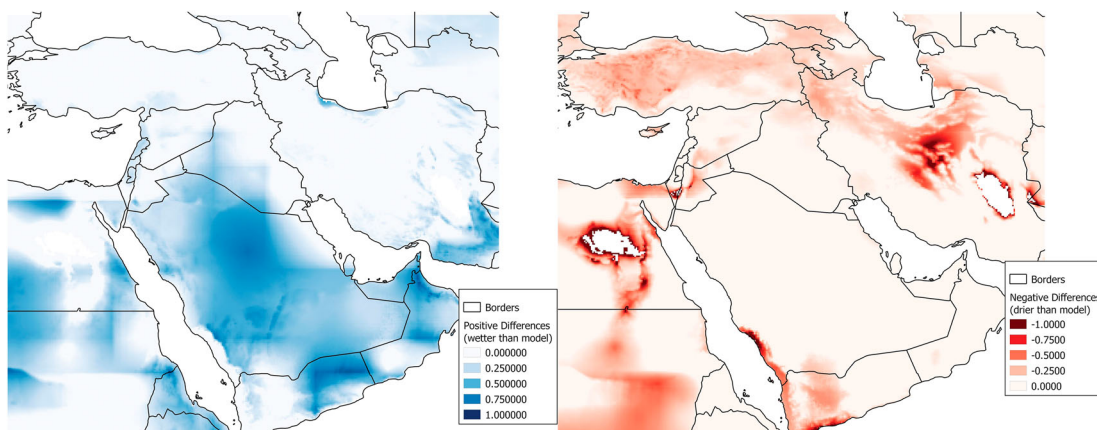 Borders
Positive Differences
(wetter than model)
0.000000
0.250000
0.500000
0.750000
1.000000
Borders
Negative Differences
(drier than model)
-1.0000
-0.7500
-0.5000
-0.2500
0.0000